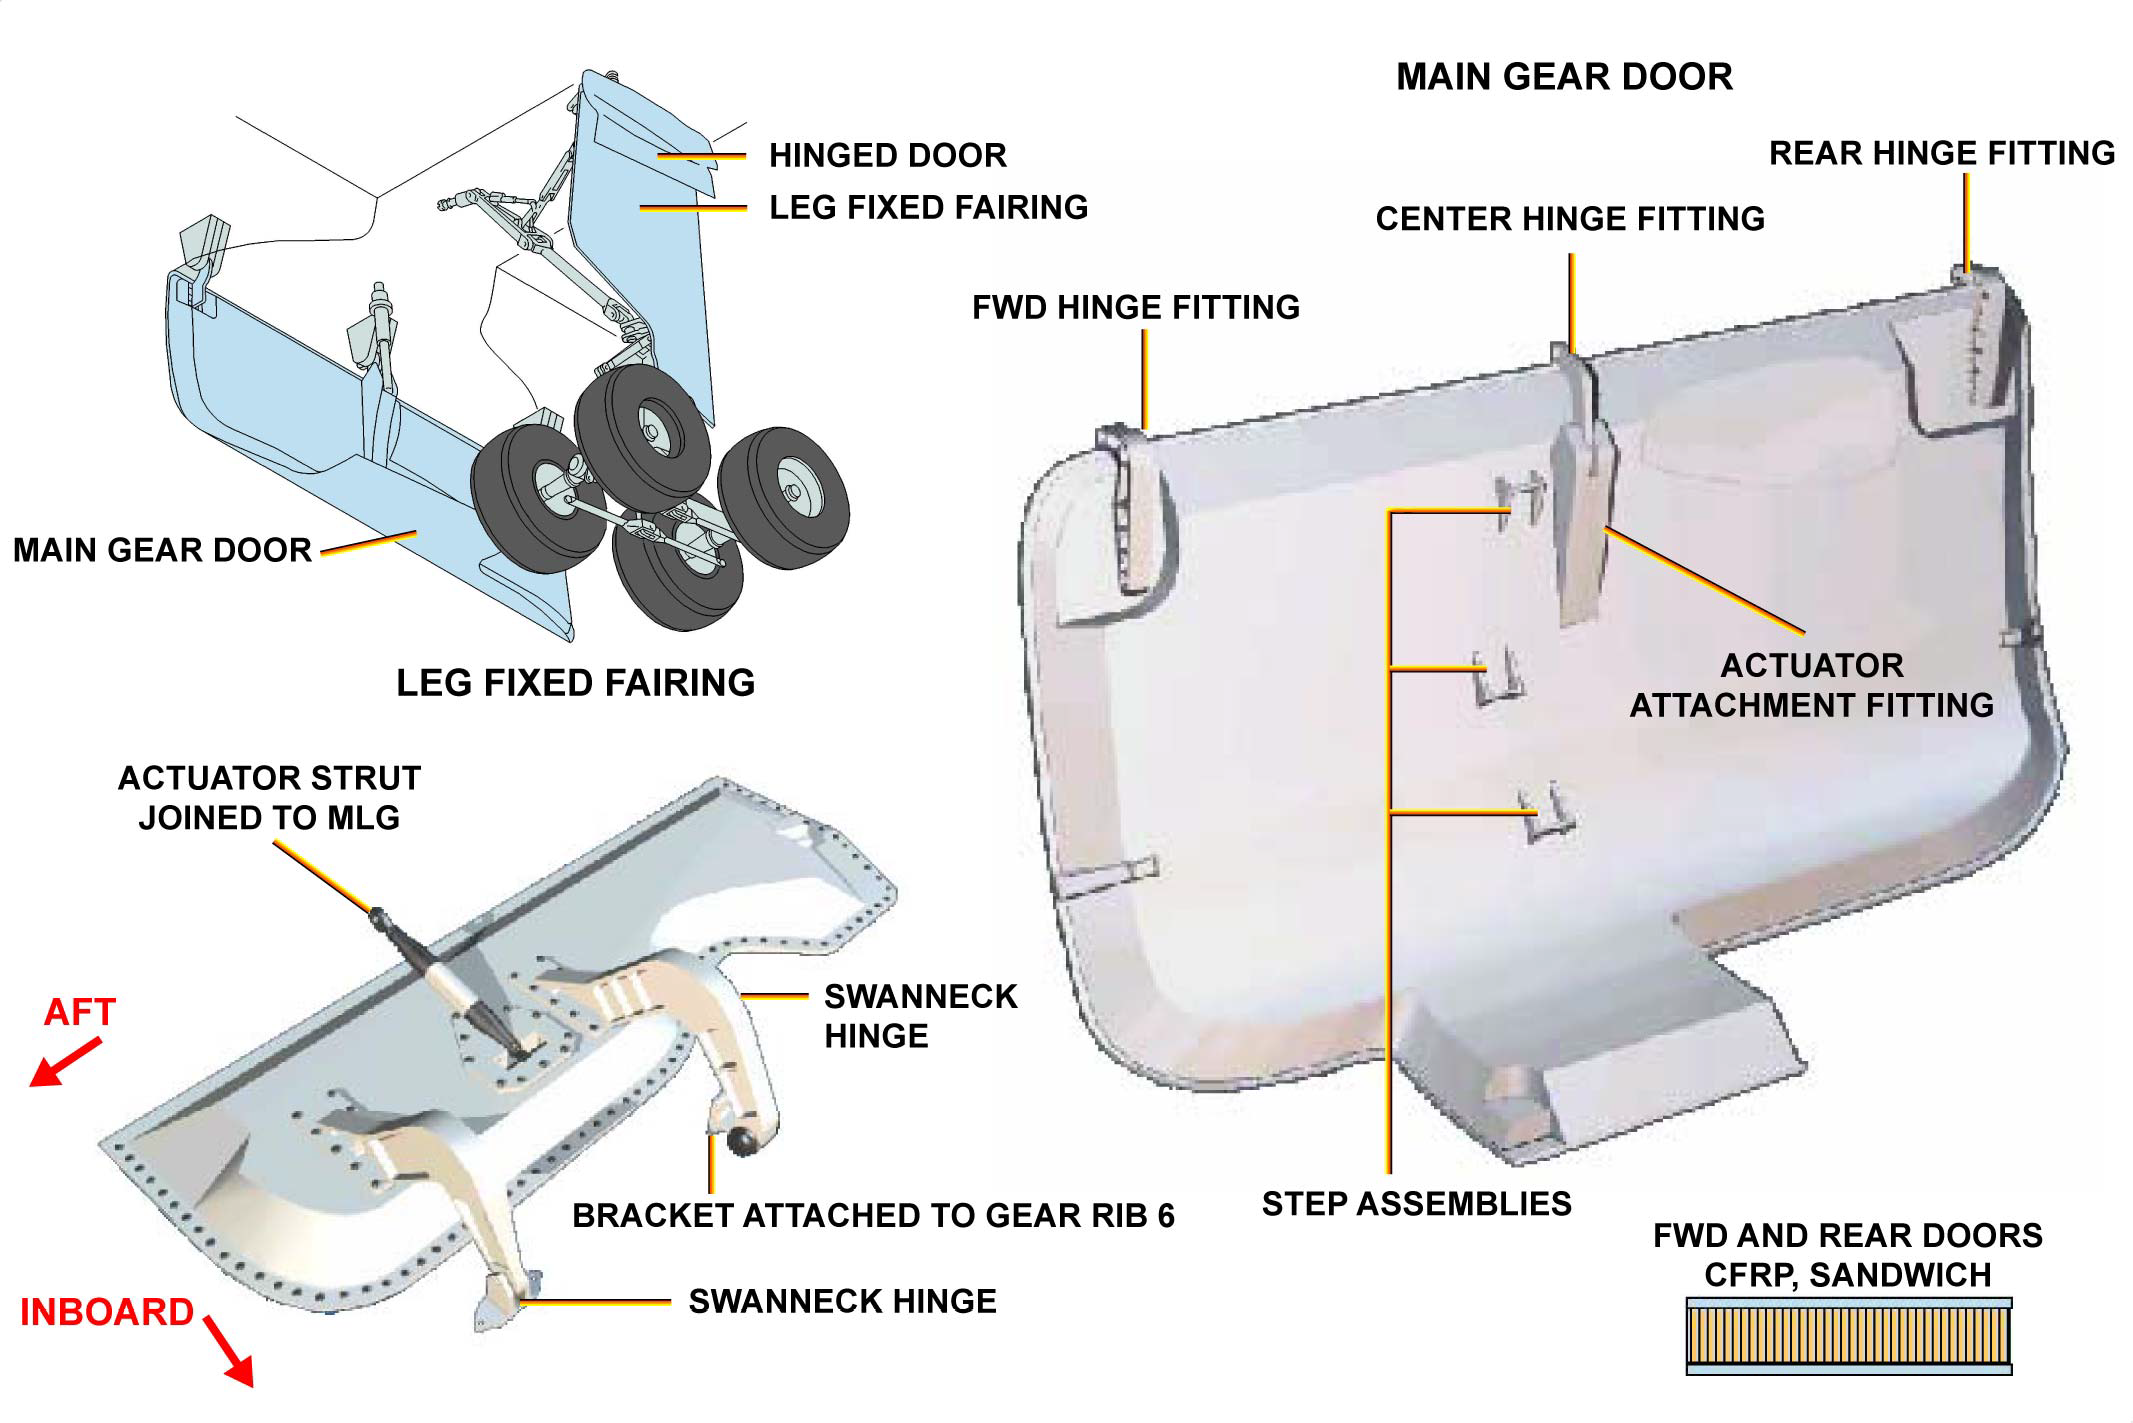 MAIN GEAR DOOR
HINGED DOOR
REAR HINGE FITTING
LEG FIXED FAIRING
CENTER HINGE FITTING
FWD HINGE FITTING
MAIN GEAR DOOR
LEG FIXED FAIRING
ACTUATOR
ATTACHMENT FITTING
ACTUATOR STRUT
JOINED TO MLG
SWANNECK
HINGE
AFT
BRACKET ATTACHED TO GEAR RIB 6
STEP ASSEMBLIES
FWD AND REAR DOORS
CFRP, SANDWICH
SWANNECK HINGE
INBOARD